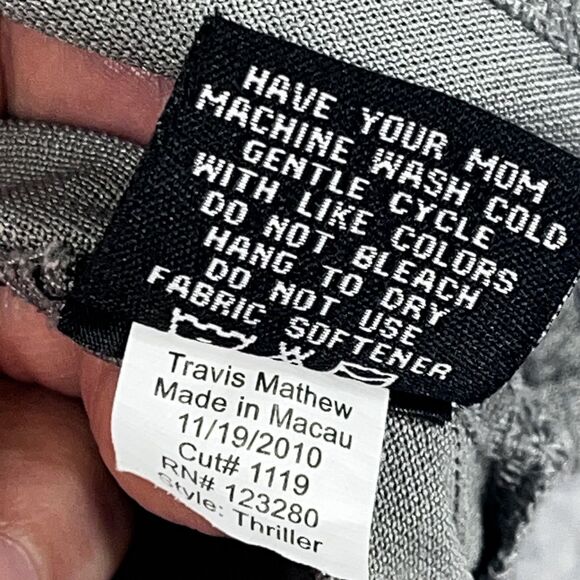 HAVE YOUR MOM
MACHINE WASH COLD
GENTLE CYCLE
WITH LIKE COLORS
DO NOT BLEACH
HANG TO DRY
DO NOT USE
FABRIC SOFTENER
Travis Mathew
Made in Macau
11/19/2010
Cut# 1119
RN# 123280
Style: Thriller